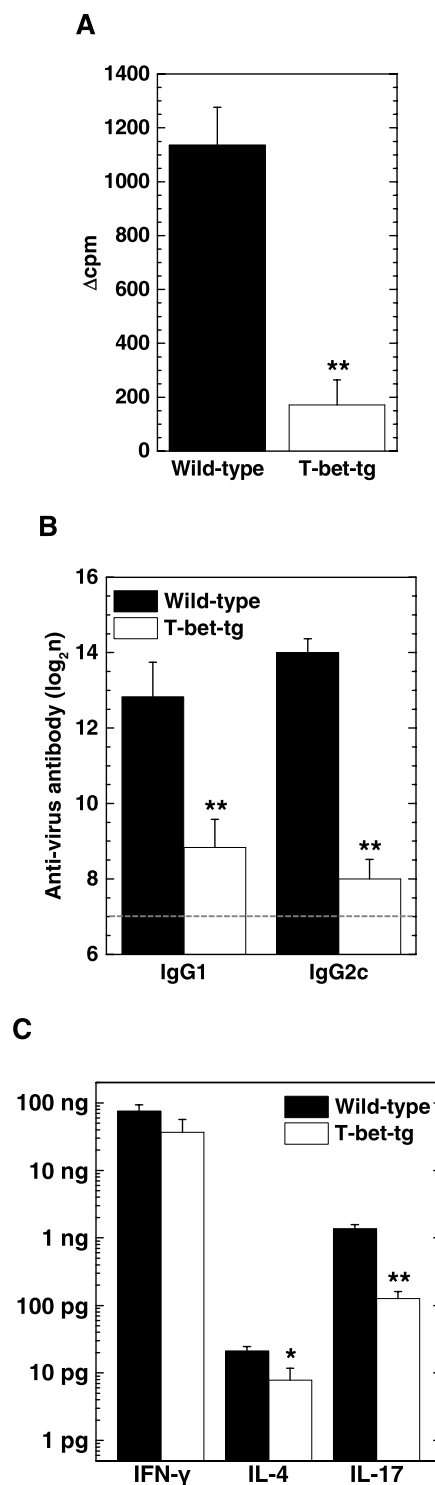 A
1400
1200
1000
800
600
400
200
0
Δcpm
**
Wild-type T-bet-tg
B
16
14
12
10
8
6
Anti-virus antibody (log₂n)
Wild-type
T-bet-tg
**
**
IgG1 IgG2c
C
100 ng
10 ng
1 ng
100 pg
10 pg
1 pg
Wild-type
T-bet-tg
*
**
IFN-γ IL-4 IL-17